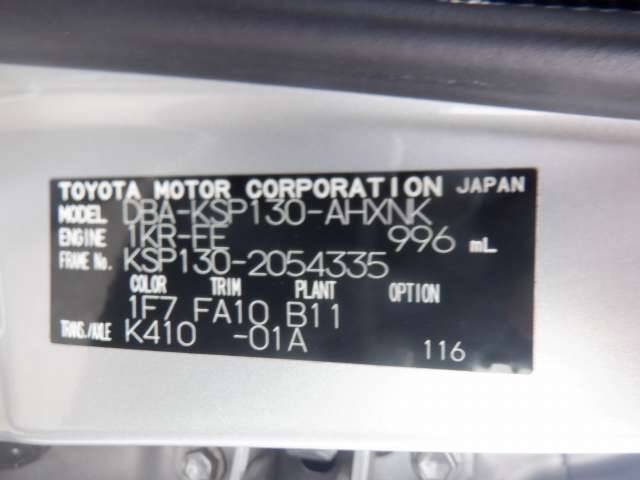 TOYOTA MOTOR CORPORATION JAPAN
MODEL DBA-KSP130-AHXNK
ENGINE 1KR-FE 996 mL
FRAME No. KSP130-2054335
COLOR TRIM PLANT OPTION
1F7 FA10 B11
TRNS./AXLE K410 -01A
116